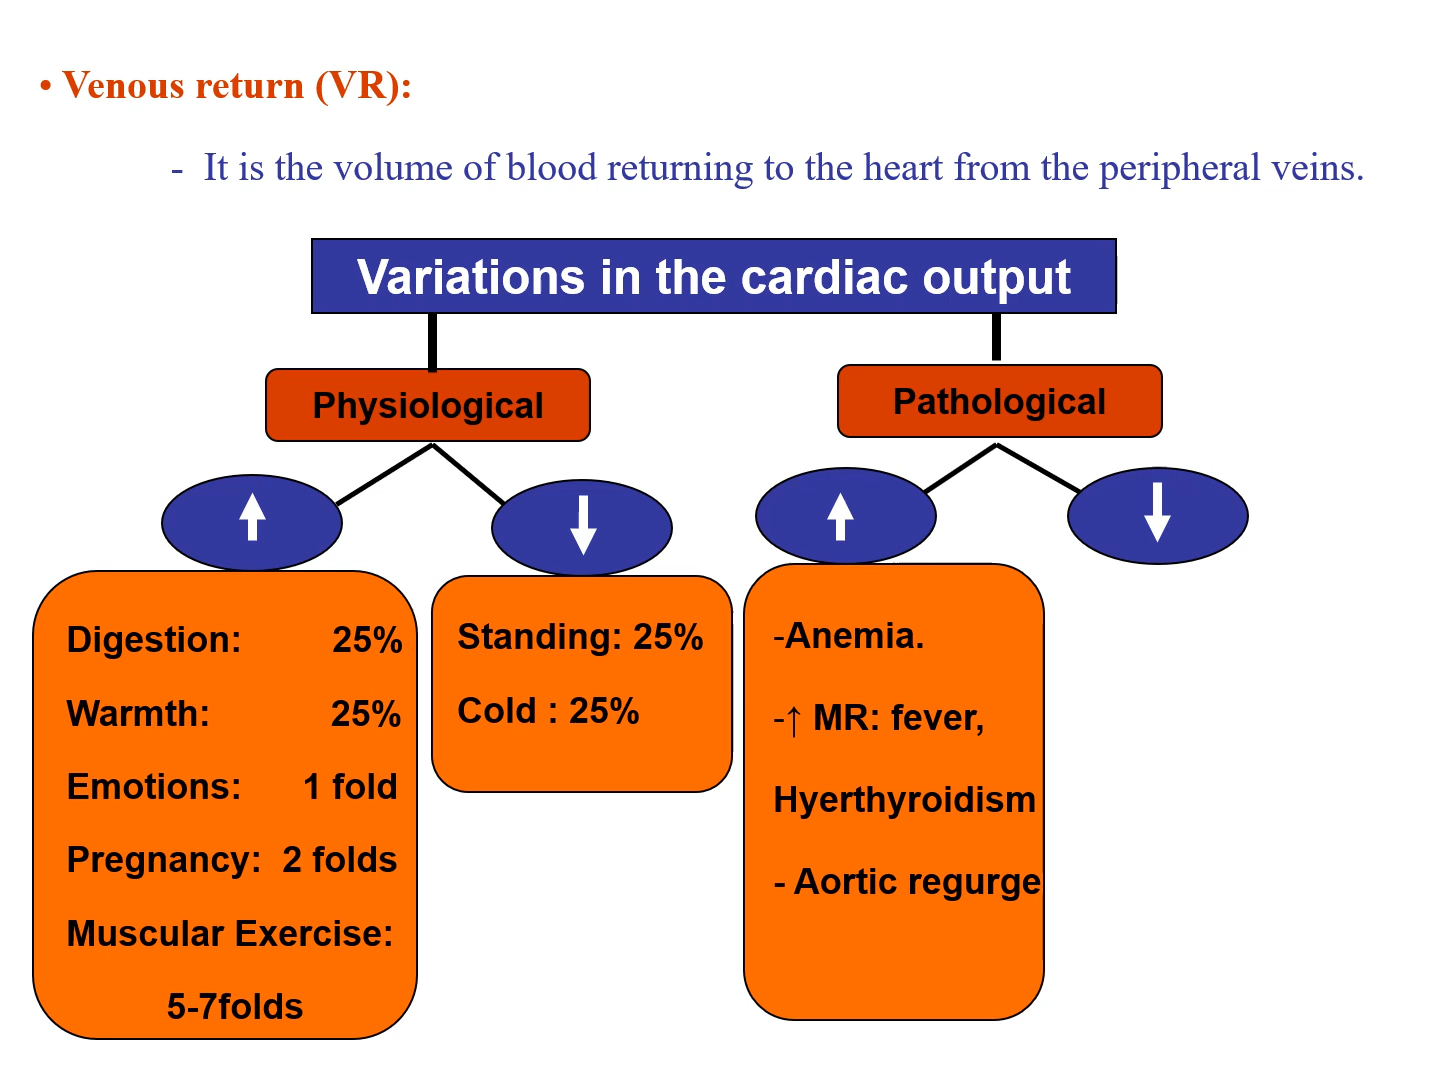 • Venous return (VR):
- It is the volume of blood returning to the heart from the peripheral veins.
Variations in the cardiac output
Physiological
Pathological
Digestion: 25%
Warmth: 25%
Emotions: 1 fold
Pregnancy: 2 folds
Muscular Exercise:
5-7folds
Standing: 25%
Cold : 25%
-Anemia.
-↑ MR: fever,
Hyerthyroidism
- Aortic regurge